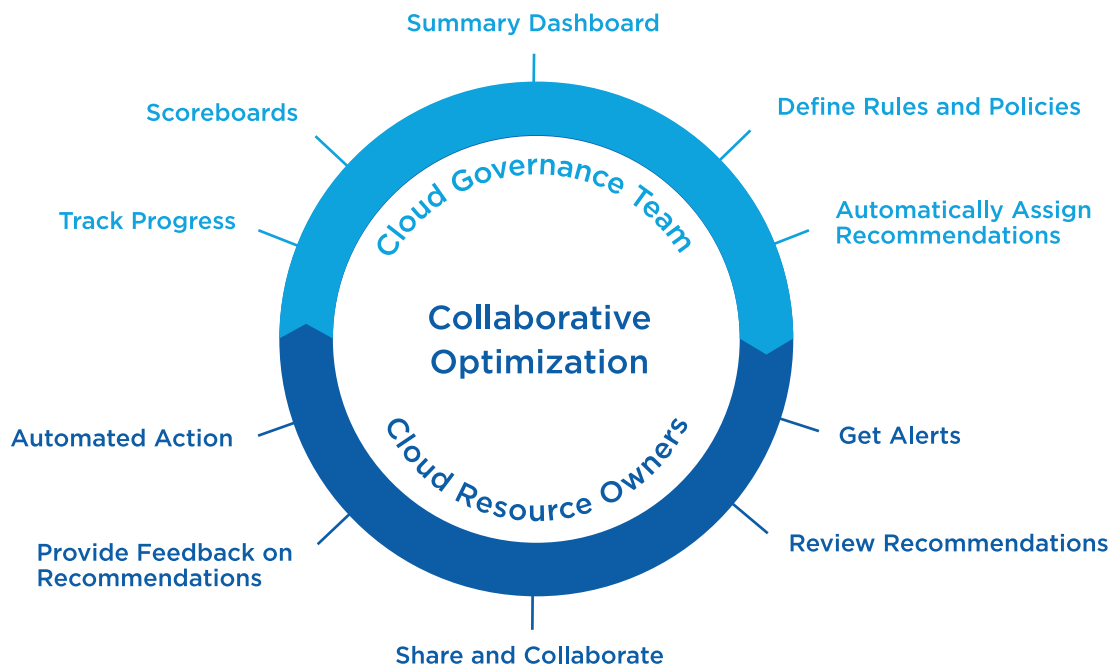 Summary Dashboard
Scoreboards
Define Rules and Policies
Track Progress
Automatically Assign
Recommendations
Cloud Governance Team
Collaborative
Optimization
Cloud Resource Owners
Automated Action
Get Alerts
Provide Feedback on
Recommendations
Review Recommendations
Share and Collaborate